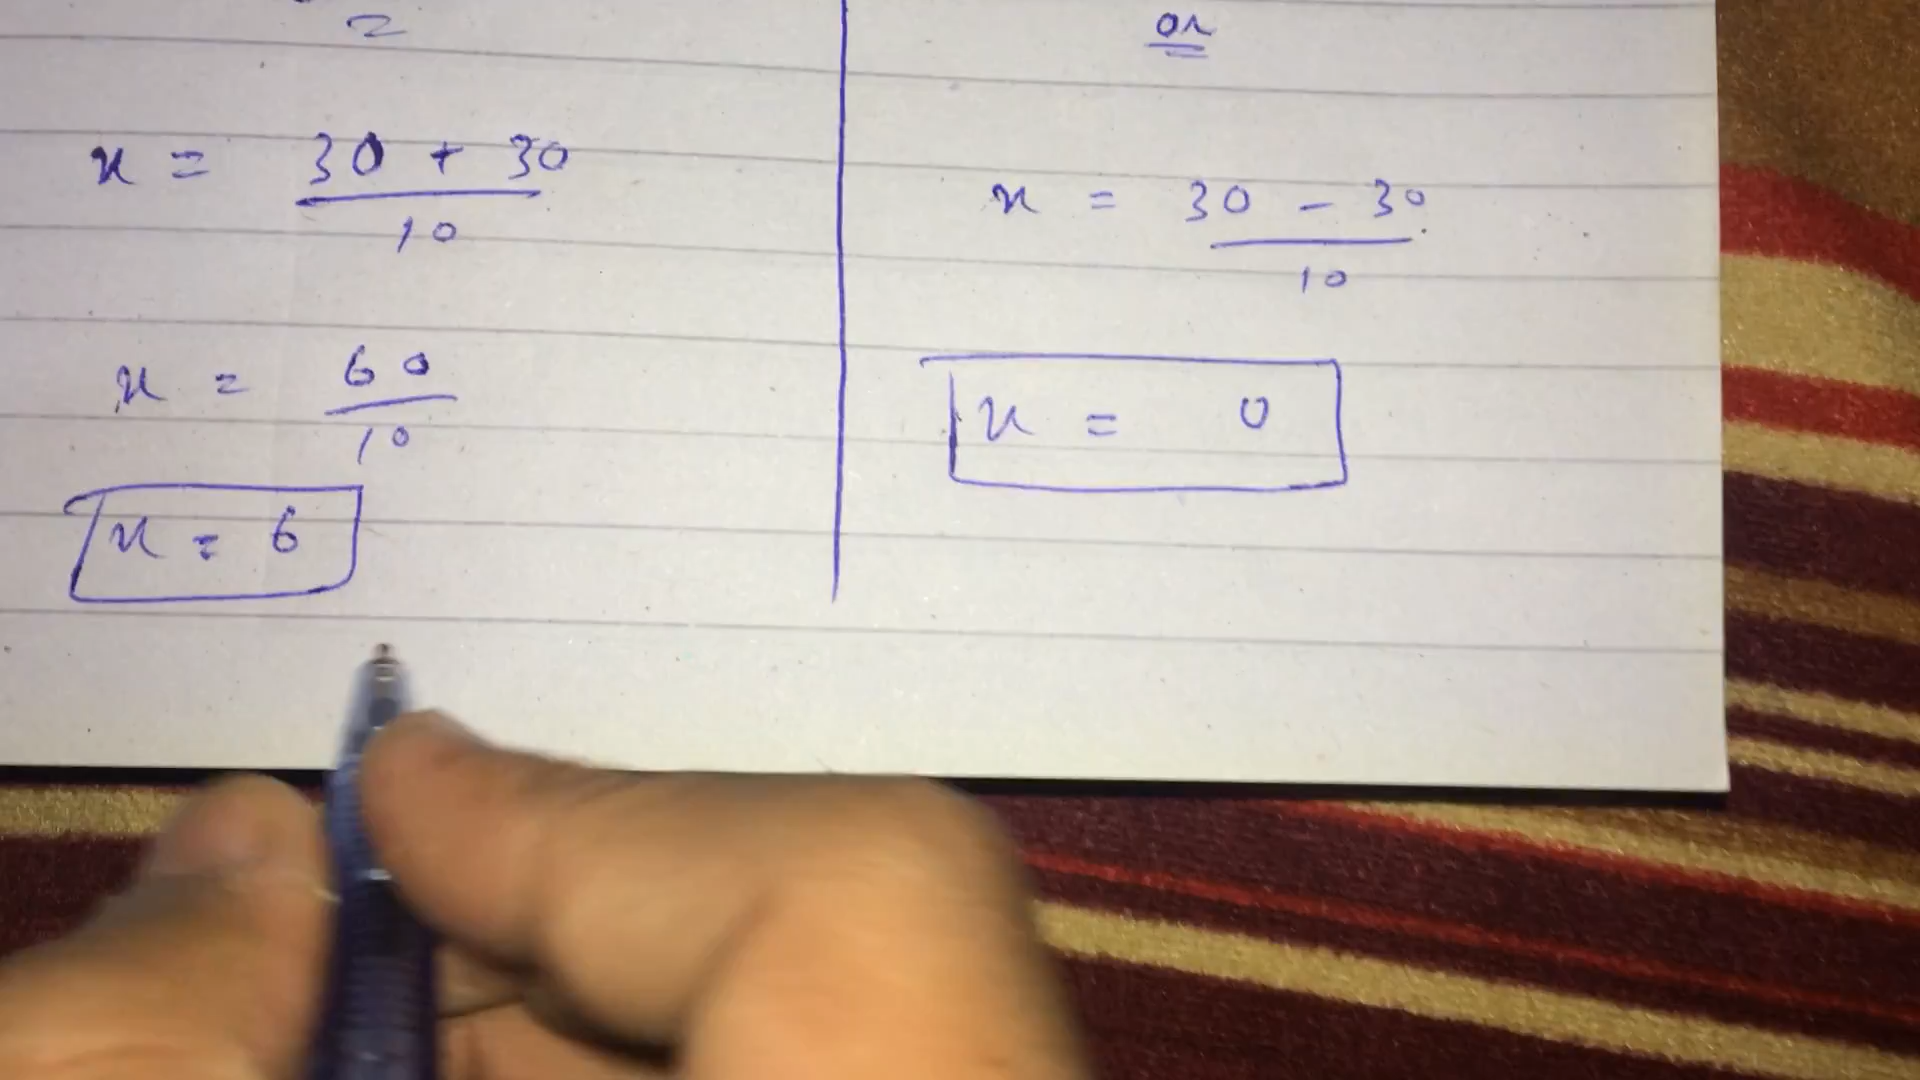 x = 30 + 30
10
x = 60
10
x = 6
or
x = 30 - 30
10
x = 0